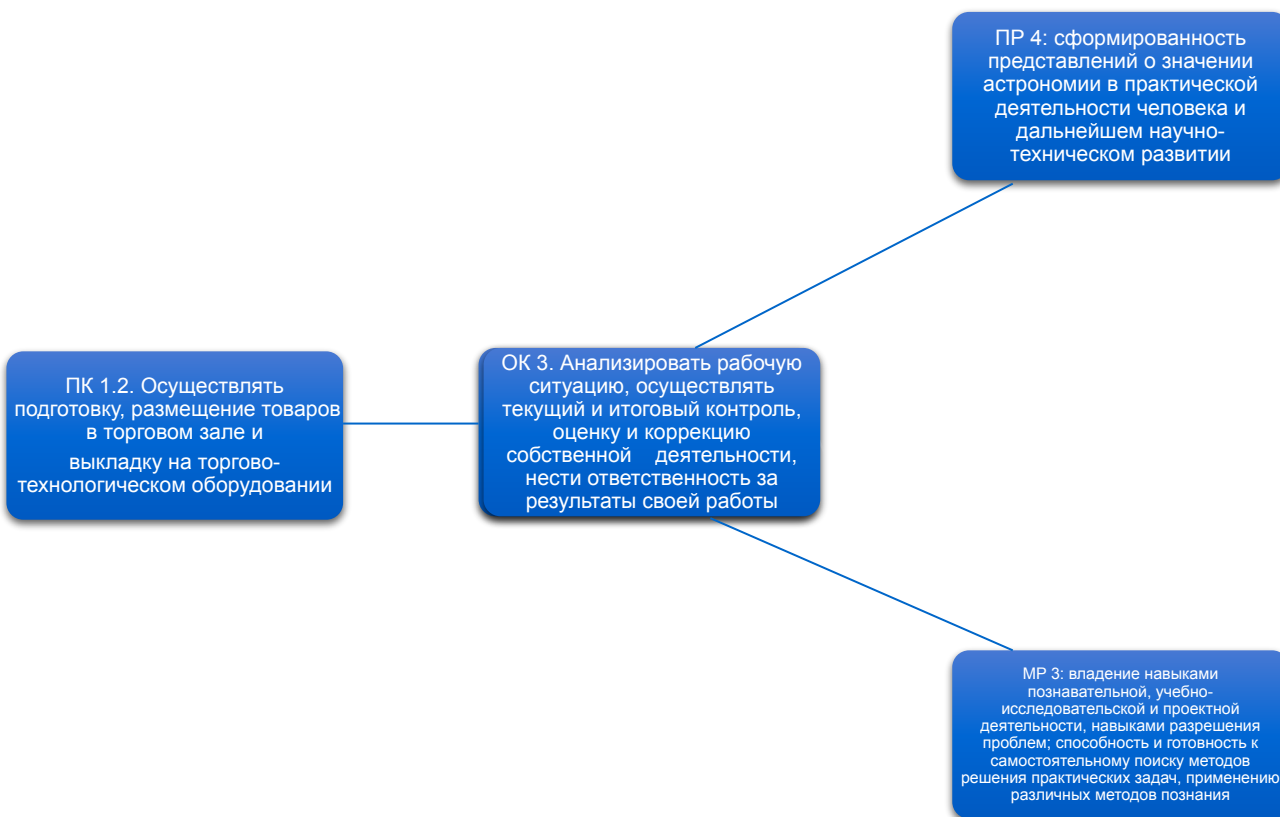 ПР 4: сформированность
представлений о значении
астрономии в практической
деятельности человека и
дальнейшем научно-
техническом развитии
ПК 1.2. Осуществлять
подготовку, размещение товаров
в торговом зале и
выкладку на торгово-
технологическом оборудовании
ОК 3. Анализировать рабочую
ситуацию, осуществлять
текущий и итоговый контроль,
оценку и коррекцию
собственной деятельности,
нести ответственность за
результаты своей работы
МР 3: владение навыками
познавательной, учебно-
исследовательской и проектной
деятельности, навыками разрешения
проблем; способность и готовность к
самостоятельному поиску методов
решения практических задач, применению
различных методов познания